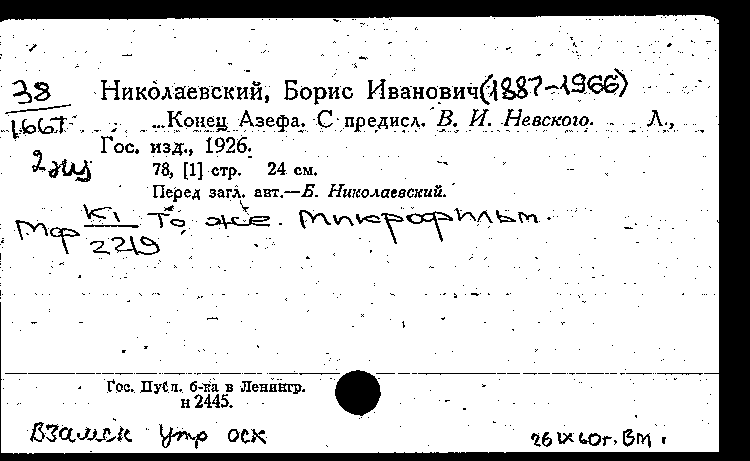 38 Николаевский, Борис Иванович (1887-1966)
1667 ...Конец Азефа. С предисл. В. И. Невского. Л.,
Гос. изд., 1926.
2 экз 78, [1] стр. 24 см.
Перед загл. авт.—Б. Николаевский.
Мф К1/2219 То же. Микрофильм.
Гос. Публ. б-ка в Ленингр.
н 2445.
Взамен утр оск 26 IX 60г. ВМ